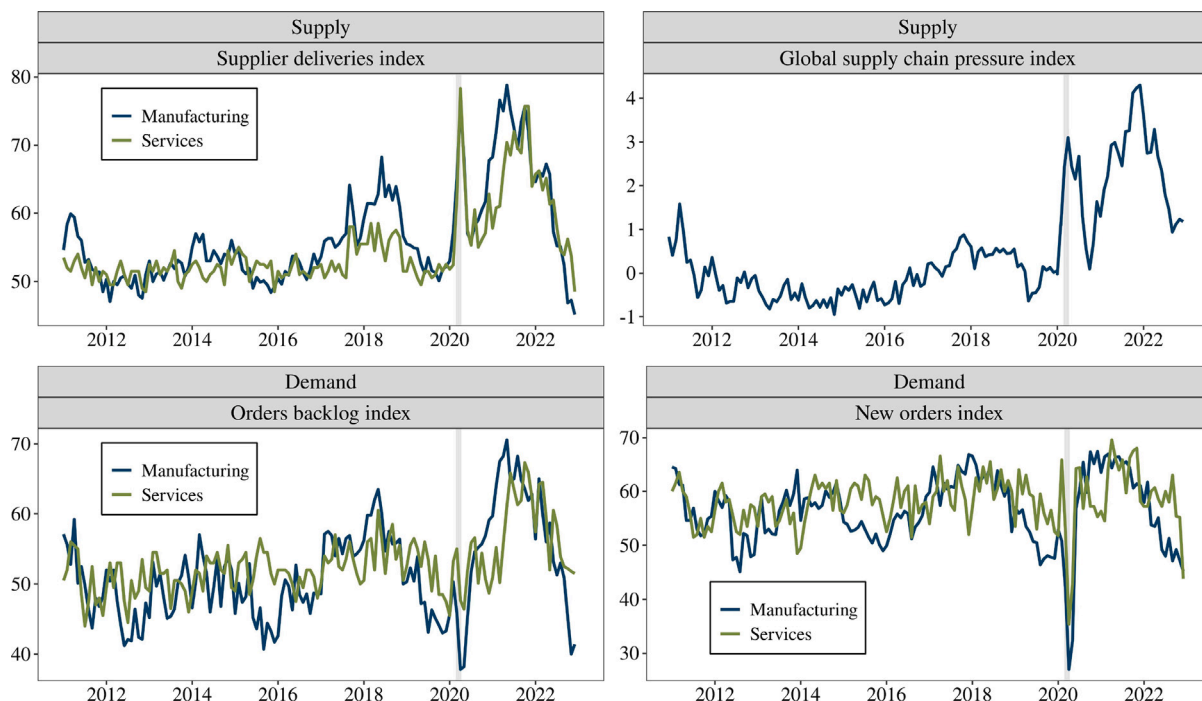 Supply
Supplier deliveries index
80
70
60
50
Manufacturing
Services
2012 2014 2016 2018 2020 2022
Supply
Global supply chain pressure index
4
3
2
1
0
-1
2012 2014 2016 2018 2020 2022
Demand
Orders backlog index
70
60
50
40
Manufacturing
Services
2012 2014 2016 2018 2020 2022
Demand
New orders index
70
60
50
40
30
Manufacturing
Services
2012 2014 2016 2018 2020 2022